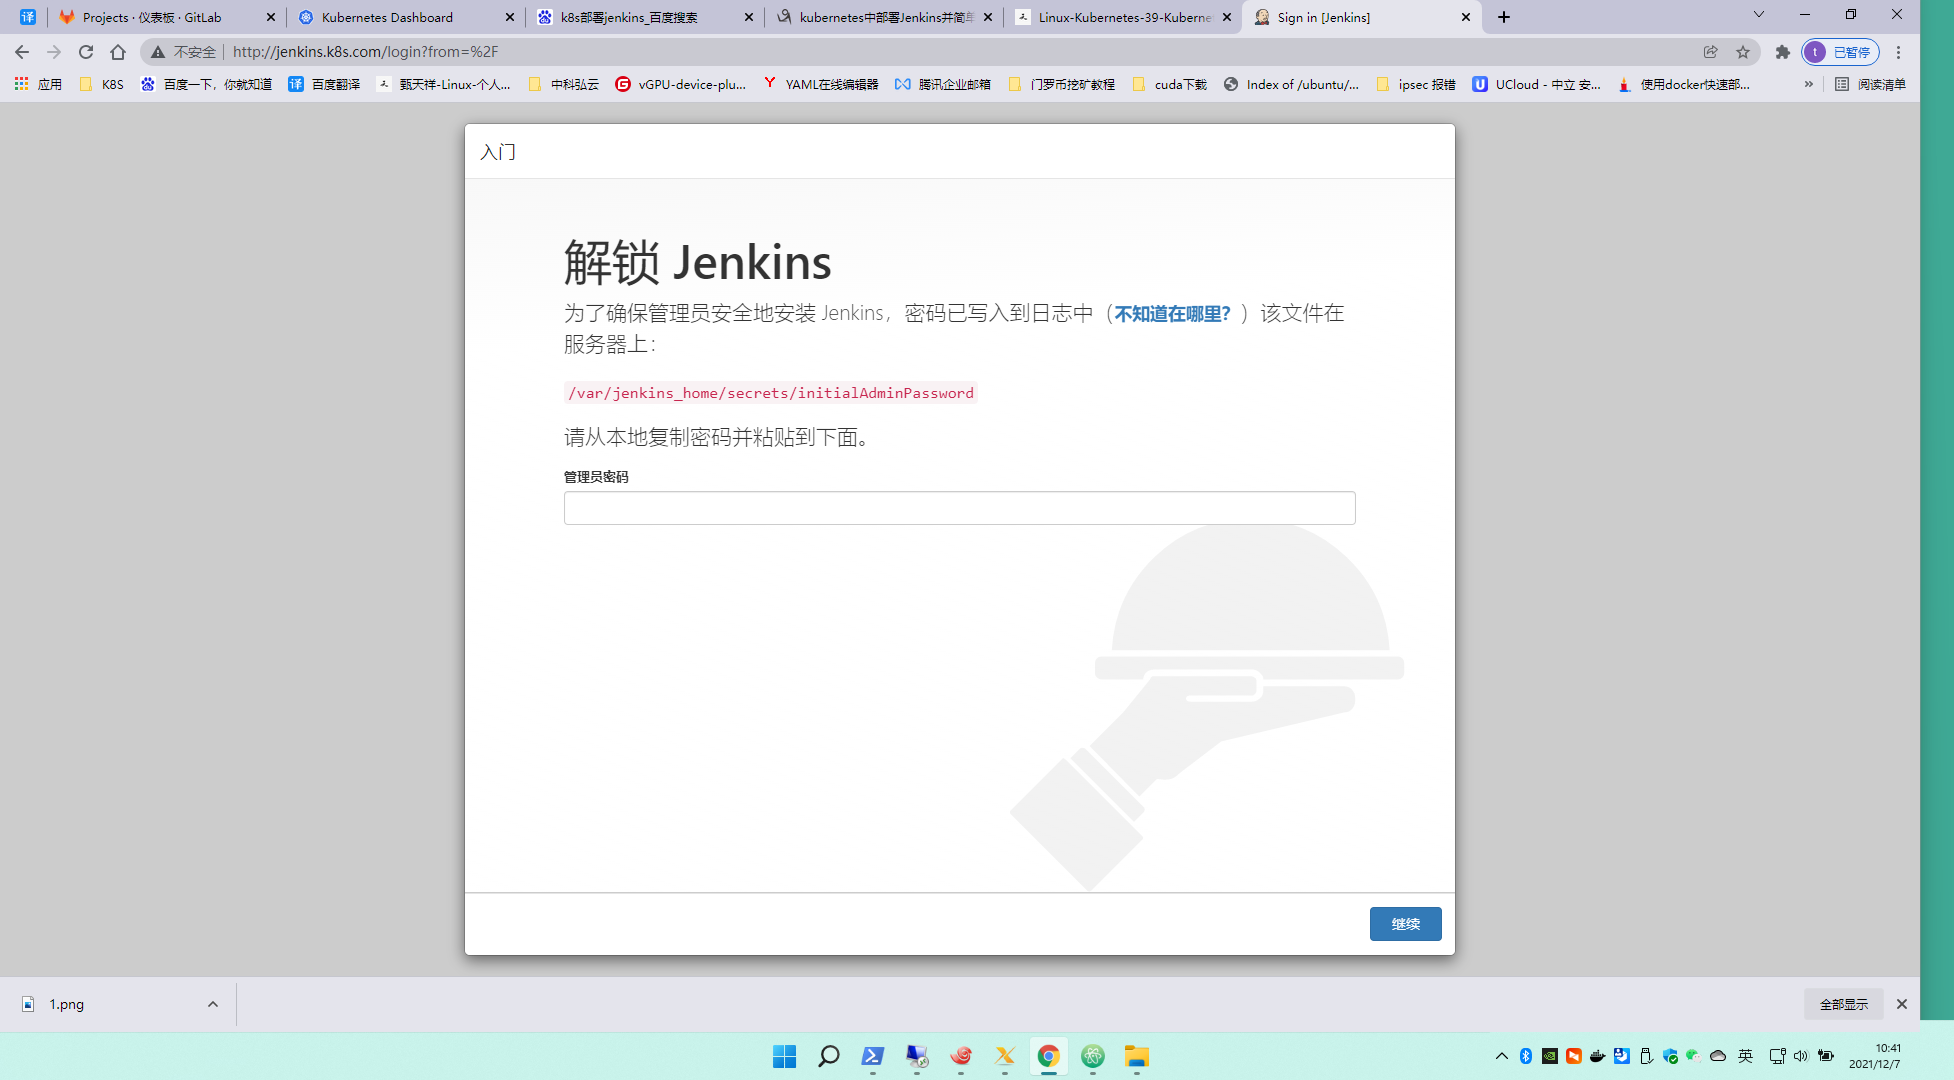 Projects · 仪表板 · GitLab
Kubernetes Dashboard
k8s部署jenkins_百度搜索
kubernetes中部署Jenkins并简单
Linux-Kubernetes-39-Kuberne
Sign in [Jenkins]
不安全
http://jenkins.k8s.com/login?from=%2F
t
已暂停
应用
K8S
百度一下，你就知道
译
百度翻译
甄天祥-Linux-个人...
中科弘云
vGPU-device-plu...
YAML在线编辑器
腾讯企业邮箱
门罗币挖矿教程
cuda下载
Index of /ubuntu/...
ipsec 报错
UCloud - 中立 安...
使用docker快速部...
»
阅读清单
入门
解锁 Jenkins
为了确保管理员安全地安装 Jenkins，密码已写入到日志中（不知道在哪里？）该文件在
服务器上：
/var/jenkins_home/secrets/initialAdminPassword
请从本地复制密码并粘贴到下面。
管理员密码
继续
1.png
全部显示
英
10:41
2021/12/7